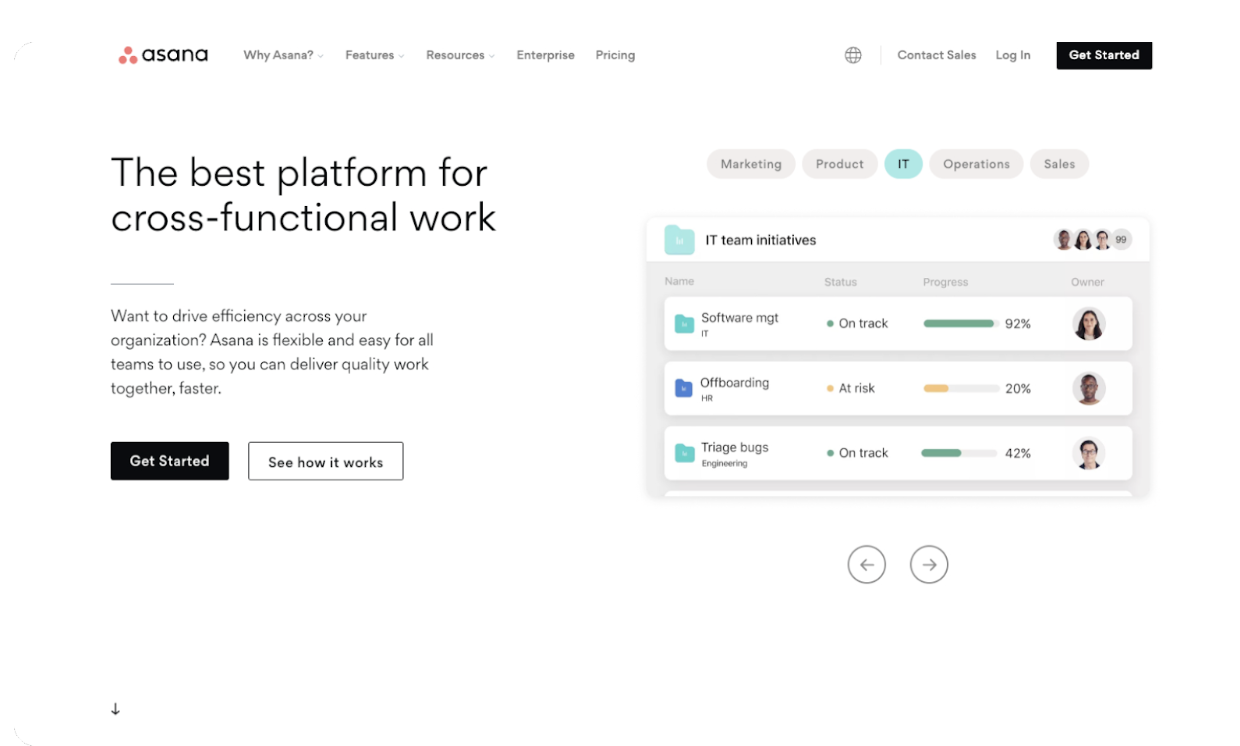 asana
Why Asana?
Features
Resources
Enterprise
Pricing
Contact Sales
Log In
Get Started
The best platform for
cross-functional work
Want to drive efficiency across your
organization? Asana is flexible and easy for all
teams to use, so you can deliver quality work
together, faster.
Get Started
See how it works
Marketing
Product
IT
Operations
Sales
IT team initiatives
99
Name
Status
Progress
Owner
Software mgt
IT
On track
92%
Offboarding
HR
At risk
20%
Triage bugs
Engineering
On track
42%